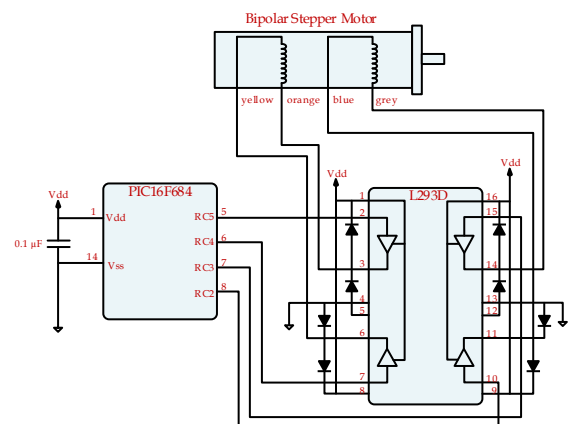 Bipolar Stepper Motor
yellow orange blue grey
PIC16F684
Vdd
0.1 µF
1 Vdd
14 Vss
RC5 5
RC4 6
RC3 7
RC2 8
Vdd
L293D
Vdd
1
2
3
4
5
6
7
8
16
15
14
13
12
11
10
9